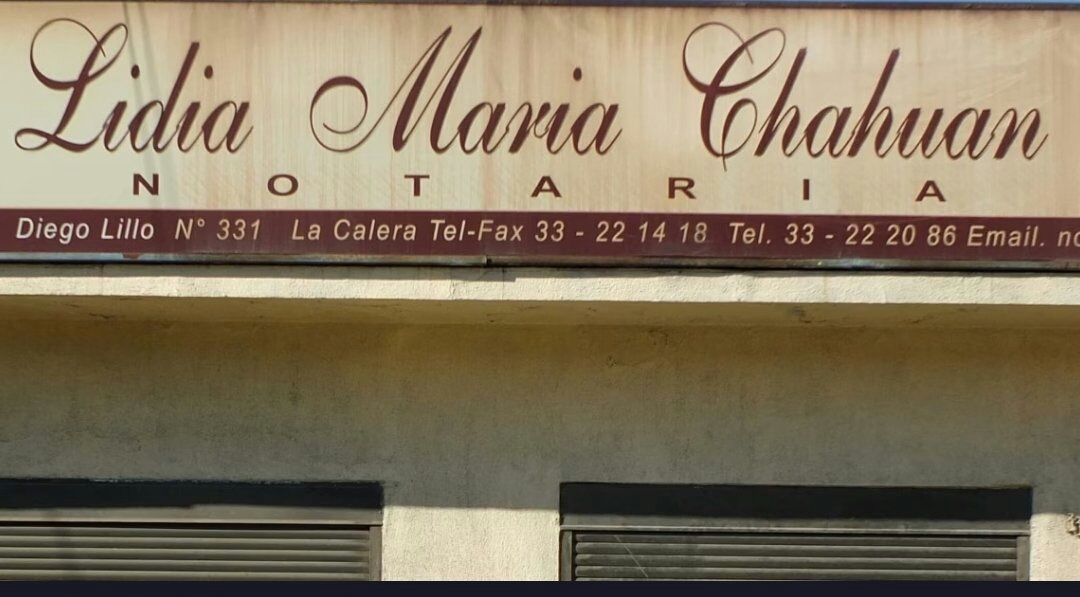 Lidia Maria Chahuan
NOTARIA
Diego Lillo N° 331 La Calera Tel-Fax 33 - 22 14 18 Tel. 33 - 22 20 86 Email.